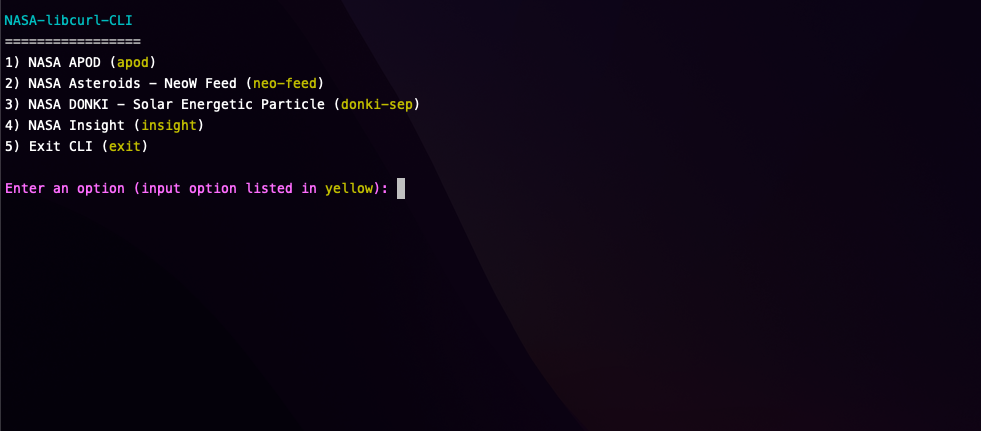 NASA-libcurl-CLI
=================
1) NASA APOD (apod)
2) NASA Asteroids - NeoW Feed (neo-feed)
3) NASA DONKI - Solar Energetic Particle (donki-sep)
4) NASA Insight (insight)
5) Exit CLI (exit)
Enter an option (input option listed in yellow):